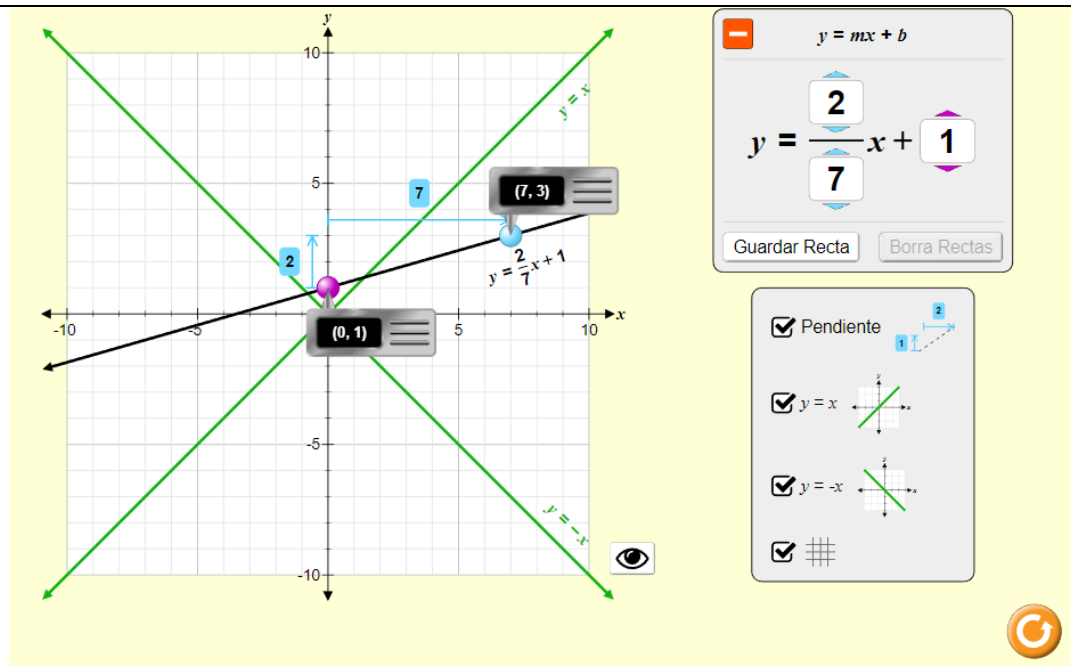 y
10
5
-5
-10
-10
-5
5
10
x
y = x
y = -x
7
2
(7, 3)
(0, 1)
y = 2/7 x + 1
y = mx + b
y = 2/7 x + 1
Guardar Recta
Borra Rectas
Pendiente
2
1
y = x
y
x
y = -x
y
x